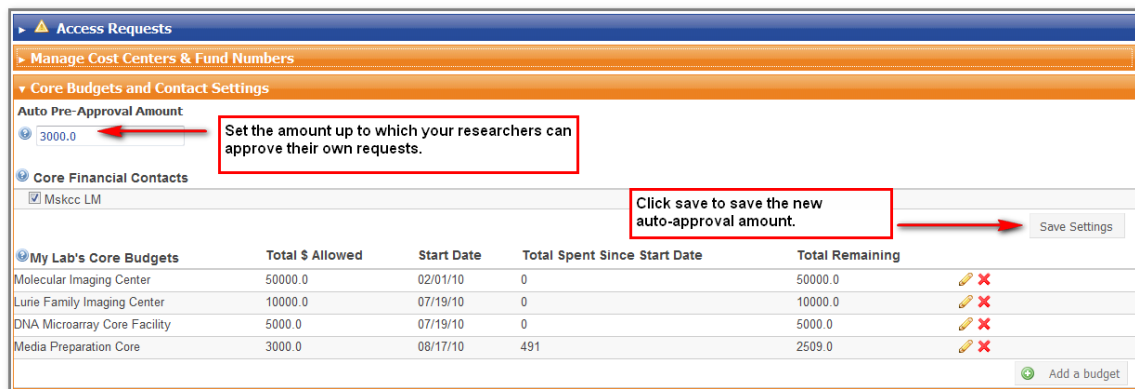 Access Requests
Manage Cost Centers & Fund Numbers
Core Budgets and Contact Settings
Auto Pre-Approval Amount
3000.0
Set the amount up to which your researchers can
approve their own requests.
Core Financial Contacts
Mskcc LM
Click save to save the new
auto-approval amount.
Save Settings
My Lab's Core Budgets Total $ Allowed Start Date Total Spent Since Start Date Total Remaining
Molecular Imaging Center 50000.0 02/01/10 0 50000.0
Lurie Family Imaging Center 10000.0 07/19/10 0 10000.0
DNA Microarray Core Facility 5000.0 07/19/10 0 5000.0
Media Preparation Core 3000.0 08/17/10 491 2509.0
Add a budget